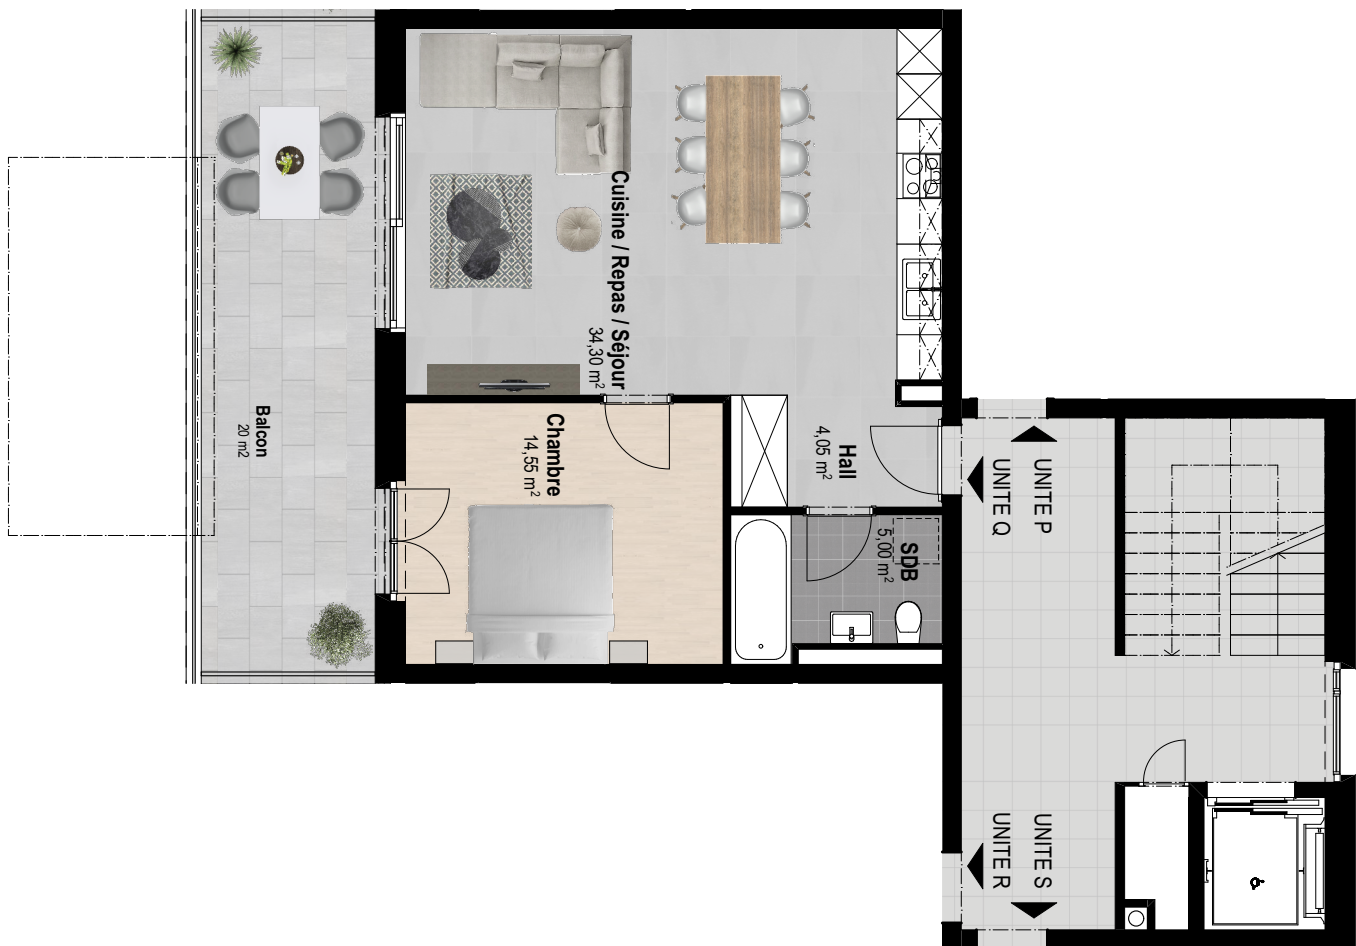 Cuisine / Repas / Séjour
34,30 m²
Balcon
20 m2
Chambre
14,55 m²
Hall
4,05 m²
SDB
5,00 m²
UNITE P
UNITE Q
UNITE S
UNITE R